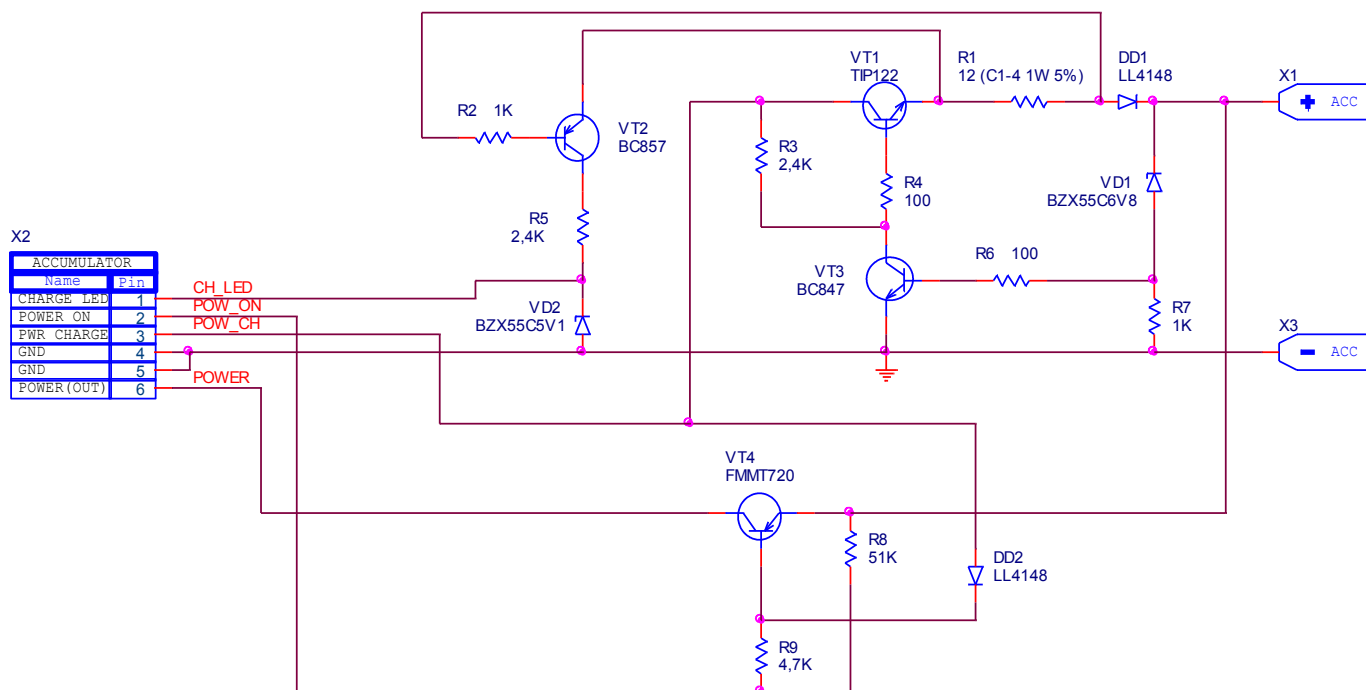 VT1
TIP122
R1
12 (C1-4 1W 5%)
DD1
LL4148
X1
+ ACC
R2 1K
VT2
BC857
R3
2,4K
R4
100
VD1
BZX55C6V8
R5
2,4K
X2
ACCUMULATOR
Name Pin
CHARGE LED 1
POWER ON 2
PWR CHARGE 3
GND 4
GND 5
POWER(OUT) 6
CH_LED
POW_ON
POW_CH
POWER
VD2
BZX55C5V1
VT3
BC847
R6 100
R7
1K
X3
- ACC
VT4
FMMT720
R8
51K
DD2
LL4148
R9
4,7K